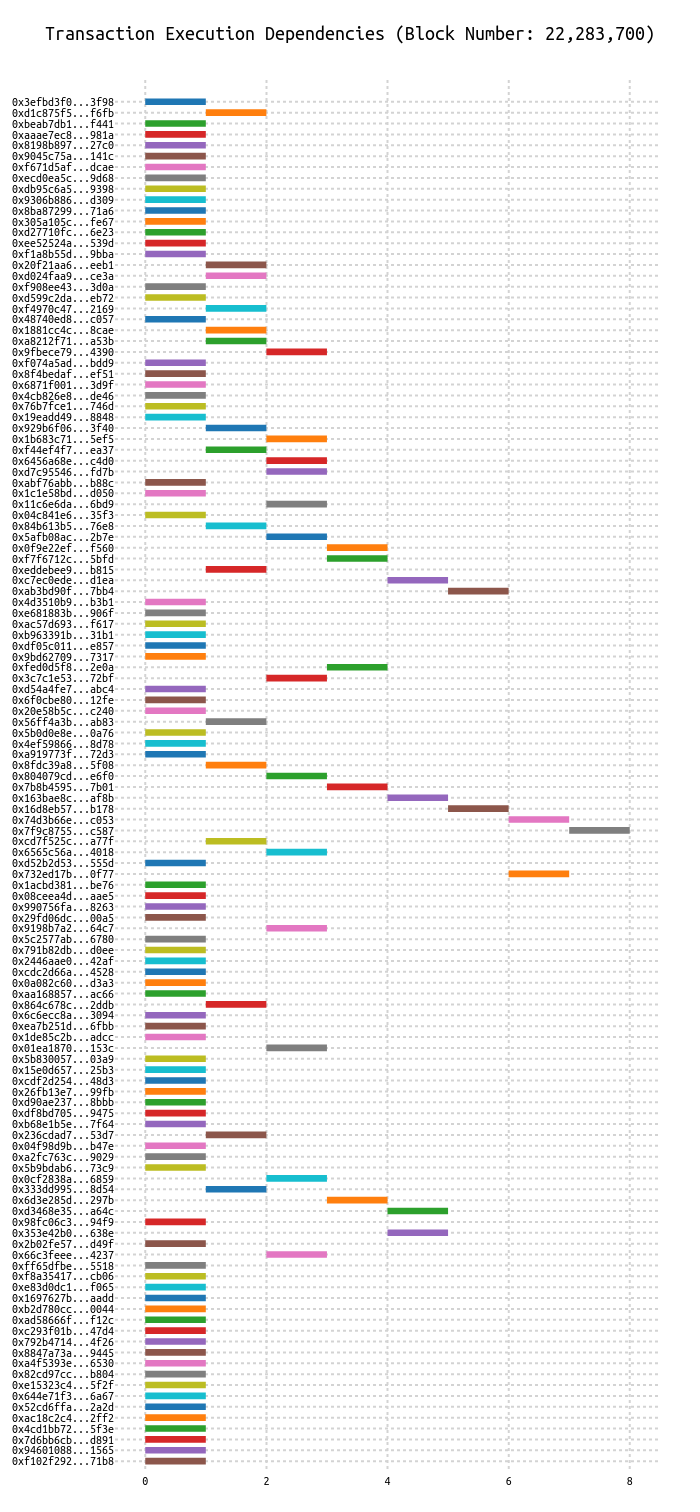 Transaction Execution Dependencies (Block Number: 22,283,700)
0x3efbd3f0...3f98
0xd1c875f5...f6fb
0xbeab7db1...f441
0xaaae7ec8...981a
0x8198b897...27c0
0x9045c75a...141c
0xf671d5af...dcae
0xecd0ea5c...9d68
0xdb95c6a5...9398
0x9306b886...d309
0x8ba87299...71a6
0x305a105c...fe67
0xd27710fc...6e23
0xee52524a...539d
0xf1a8b55d...9bba
0x20f21aa6...eeb1
0xd024faa9...ce3a
0xf908ee43...3d0a
0xd599c2da...eb72
0xf4970c47...2169
0x48740ed8...c057
0x1881cc4c...8cae
0xa8212f71...a53b
0x9fbece79...4390
0xf074a5ad...bdd9
0x8f4bedaf...ef51
0x6871f001...3d9f
0x4cb826e8...de46
0x76b7fce1...746d
0x19eadd49...8848
0x929b6f06...3f40
0x1b683c71...5ef5
0xf44ef4f7...ea37
0x6456a68e...c4d0
0xd7c95546...fd7b
0xabf76abb...b88c
0x1c1e58bd...d050
0x11c6e6da...6bd9
0x04c841e6...35f3
0x84b613b5...76e8
0x5afb08ac...2b7e
0x0f9e22ef...f560
0xf7f6712c...5bfd
0xeddebee9...b815
0xc7ec0ede...d1ea
0xab3bd90f...7bb4
0x4d3510b9...b3b1
0xe681883b...906f
0xac57d693...f617
0xb963391b...31b1
0xdf05c011...e857
0x9bd62709...7317
0xfed0d5f8...2e0a
0x3c7c1e53...72bf
0xd54a4fe7...abc4
0x6f0cbe80...12fe
0x20e58b5c...c240
0x56ff4a3b...ab83
0x5b0d0e8e...0a76
0x4ef59866...8d78
0xa919773f...72d3
0x8fdc39a8...5f08
0x804079cd...e6f0
0x7b8b4595...7b01
0x163bae8c...af8b
0x16d8eb57...b178
0x74d3b66e...c053
0x7f9c8755...c587
0xcd7f525c...a77f
0x6565c56a...4018
0xd52b2d53...555d
0x732ed17b...0f77
0x1acbd381...be76
0x08ceea4d...aae5
0x990756fa...8263
0x29fd06dc...00a5
0x9198b7a2...64c7
0x5c2577ab...6780
0x791b82db...d0ee
0x2446aae0...42af
0xcdc2d66a...4528
0x0a082c60...d3a3
0xaa168857...ac66
0x864c678c...2ddb
0x6c6ecc8a...3094
0xea7b251d...6fbb
0x1de85c2b...adcc
0x01ea1870...153c
0x5b830057...03a9
0x15e0d657...25b3
0xcdf2d254...48d3
0x26fb13e7...99fb
0xd90ae237...8bbb
0xdf8bd705...9475
0xb68e1b5e...7f64
0x236cdad7...53d7
0x04f98d9b...b47e
0xa2fc763c...9029
0x5b9bdab6...73c9
0x0cf2838a...6859
0x333dd995...8d54
0x6d3e285d...297b
0xd3468e35...a64c
0x98fc06c3...94f9
0x353e42b0...638e
0x2b02fe57...d49f
0x66c3feee...4237
0xff65dfbe...5518
0xf8a35417...cb06
0xe83d0dc1...f065
0x1697627b...aadd
0xb2d780cc...0044
0xad58666f...f12c
0xc293f01b...47d4
0x792b4714...4f26
0x8847a73a...9445
0xa4f5393e...6530
0x82cd97cc...b804
0xe15323c4...5f2f
0x644e71f3...6a67
0x52cd6ffa...2a2d
0xac18c2c4...2ff2
0x4cd1bb72...5f3e
0x7d6bb6cb...d891
0x94601088...1565
0xf102f292...71b8
0 2 4 6 8